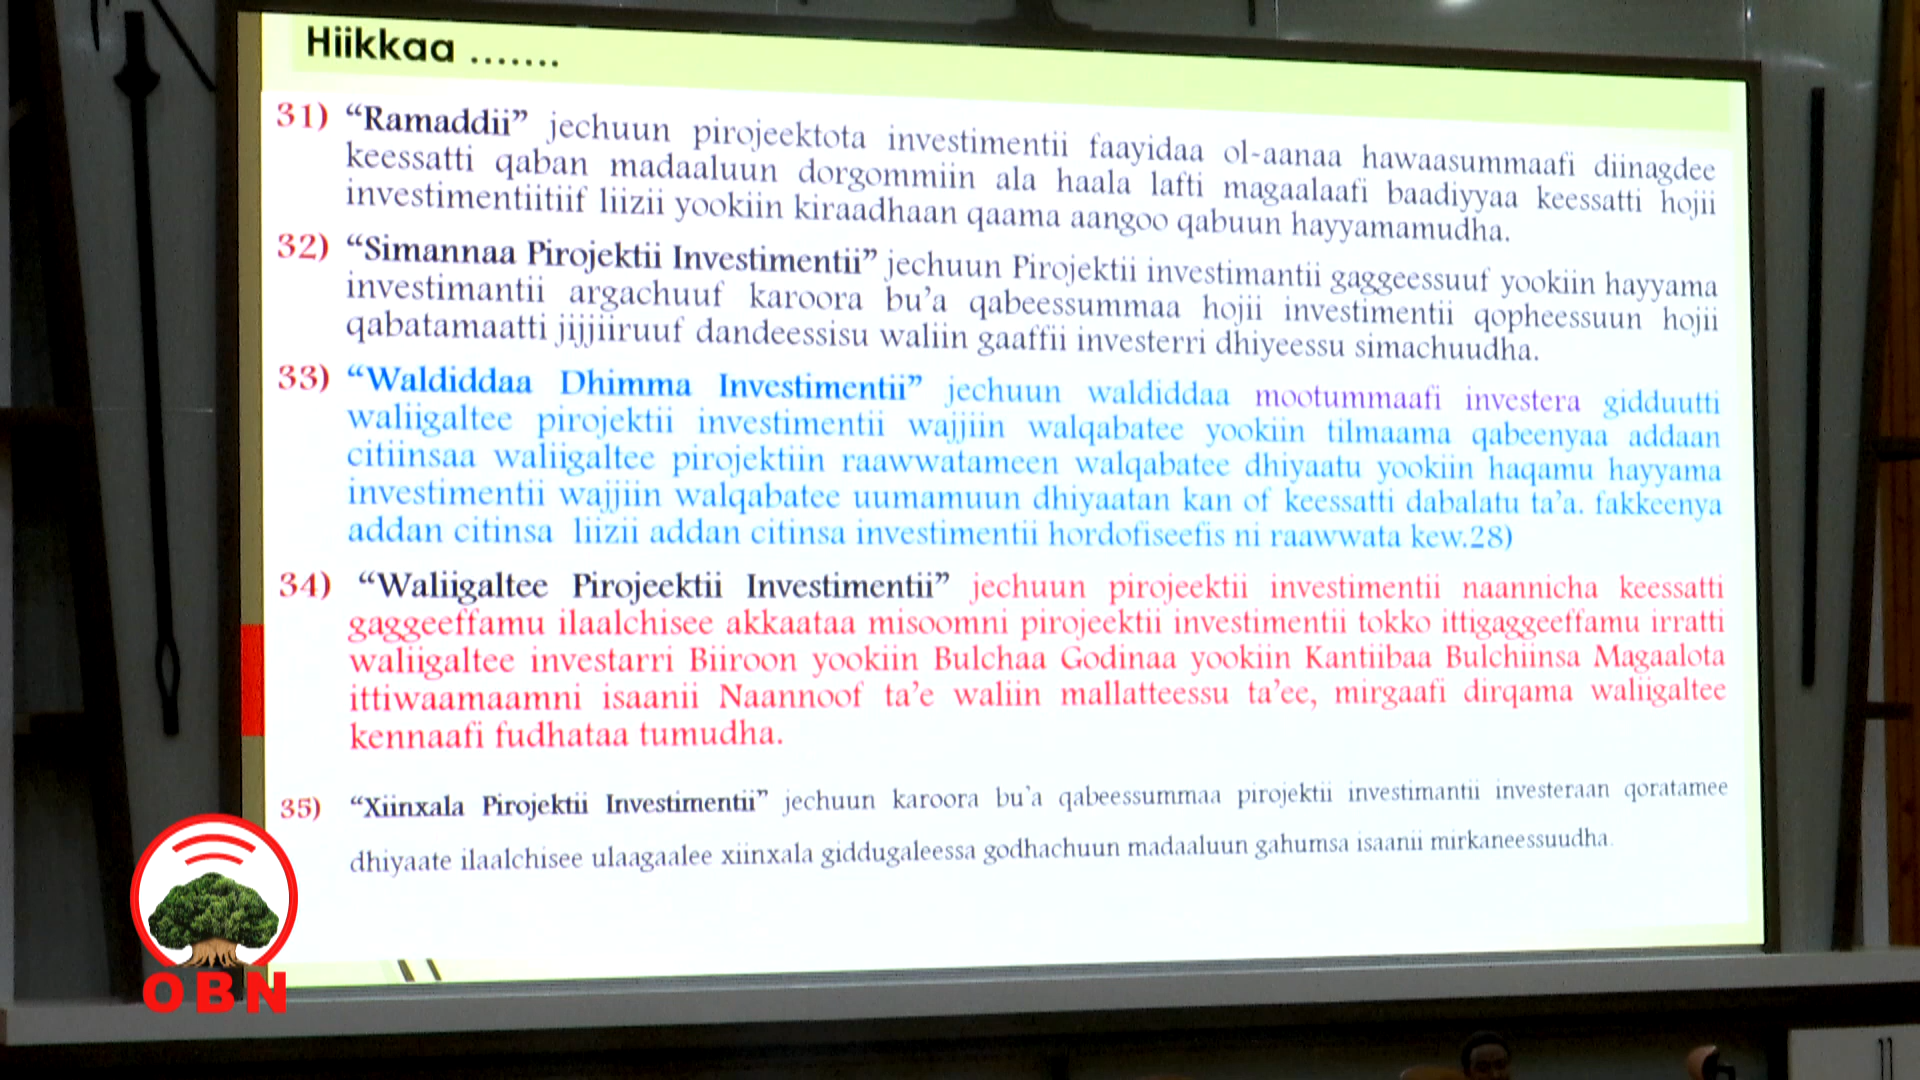 Hiikkaa .......
31) “Ramaddii” jechuun pirojeektota investimentii faayidaa ol-aanaa hawaasummaafi diinagdee
keessatti qaban madaaluun dorgommiin ala haala lafti magaalaafi baadiyyaa keessatti hojii
investimentiitiif liizii yookiin kiraadhaan qaama aangoo qabuun hayyamamudha.
32) “Simannaa Pirojektii Investimentii” jechuun Pirojektii investimantii gaggeessuuf yookiin hayyama
investimantii argachuuf karoora bu’a qabeessummaa hojii investimentii qopheessuun hojii
qabatamaatti jijjiiruuf dandeessisu waliin gaaffii investerri dhiyeessu simachuudha.
33) “Waldiddaa Dhimma Investimentii” jechuun waldiddaa mootummaafi investera gidduutti
waliigaltee pirojektii investimentii wajjiin walqabatee yookiin tilmaama qabeenyaa addaan
citiinsaa waliigaltee pirojektiin raawwatameen walqabatee dhiyaatu yookiin haqamu hayyama
investimentii wajjiin walqabatee uumamuun dhiyaatan kan of keessatti dabalatu ta’a. fakkeenya
addan citinsa liizii addan citinsa investimentii hordofiseefis ni raawwata kew.28)
34) “Waliigaltee Pirojeektii Investimentii” jechuun pirojeektii investimentii naannicha keessatti
gaggeeffamu ilaalchisee akkaataa misoomni pirojeektii investimentii tokko ittigaggeeffamu irratti
waliigaltee investarri Biiroon yookiin Bulchaa Godinaa yookiin Kantiibaa Bulchiinsa Magaalota
ittiwaamaamni isaanii Naannoof ta’e waliin mallatteessu ta’ee, mirgaafi dirqama waliigaltee
kennaafi fudhataa tumudha.
35) “Xiinxala Pirojektii Investimentii” jechuun karoora bu’a qabeessummaa pirojektii investimantii investeraan qoratamee
dhiyaate ilaalchisee ulaagaalee xiinxala giddugaleessa godhachuun madaaluun gahumsa isaanii mirkaneessuudha.
OBN